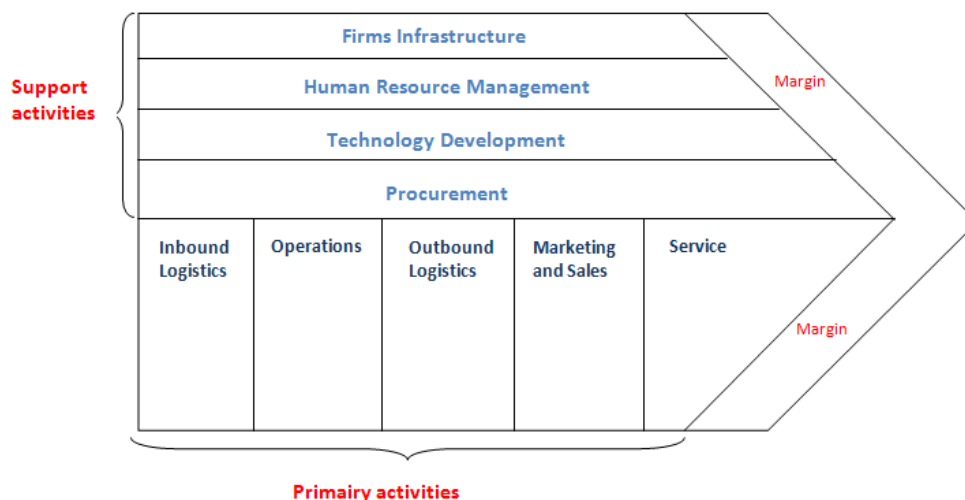 Firms Infrastructure
Support
activities
Human Resource Management
Margin
Technology Development
Procurement
Inbound
Logistics
Operations
Outbound
Logistics
Marketing
and Sales
Service
Margin
Primairy activities